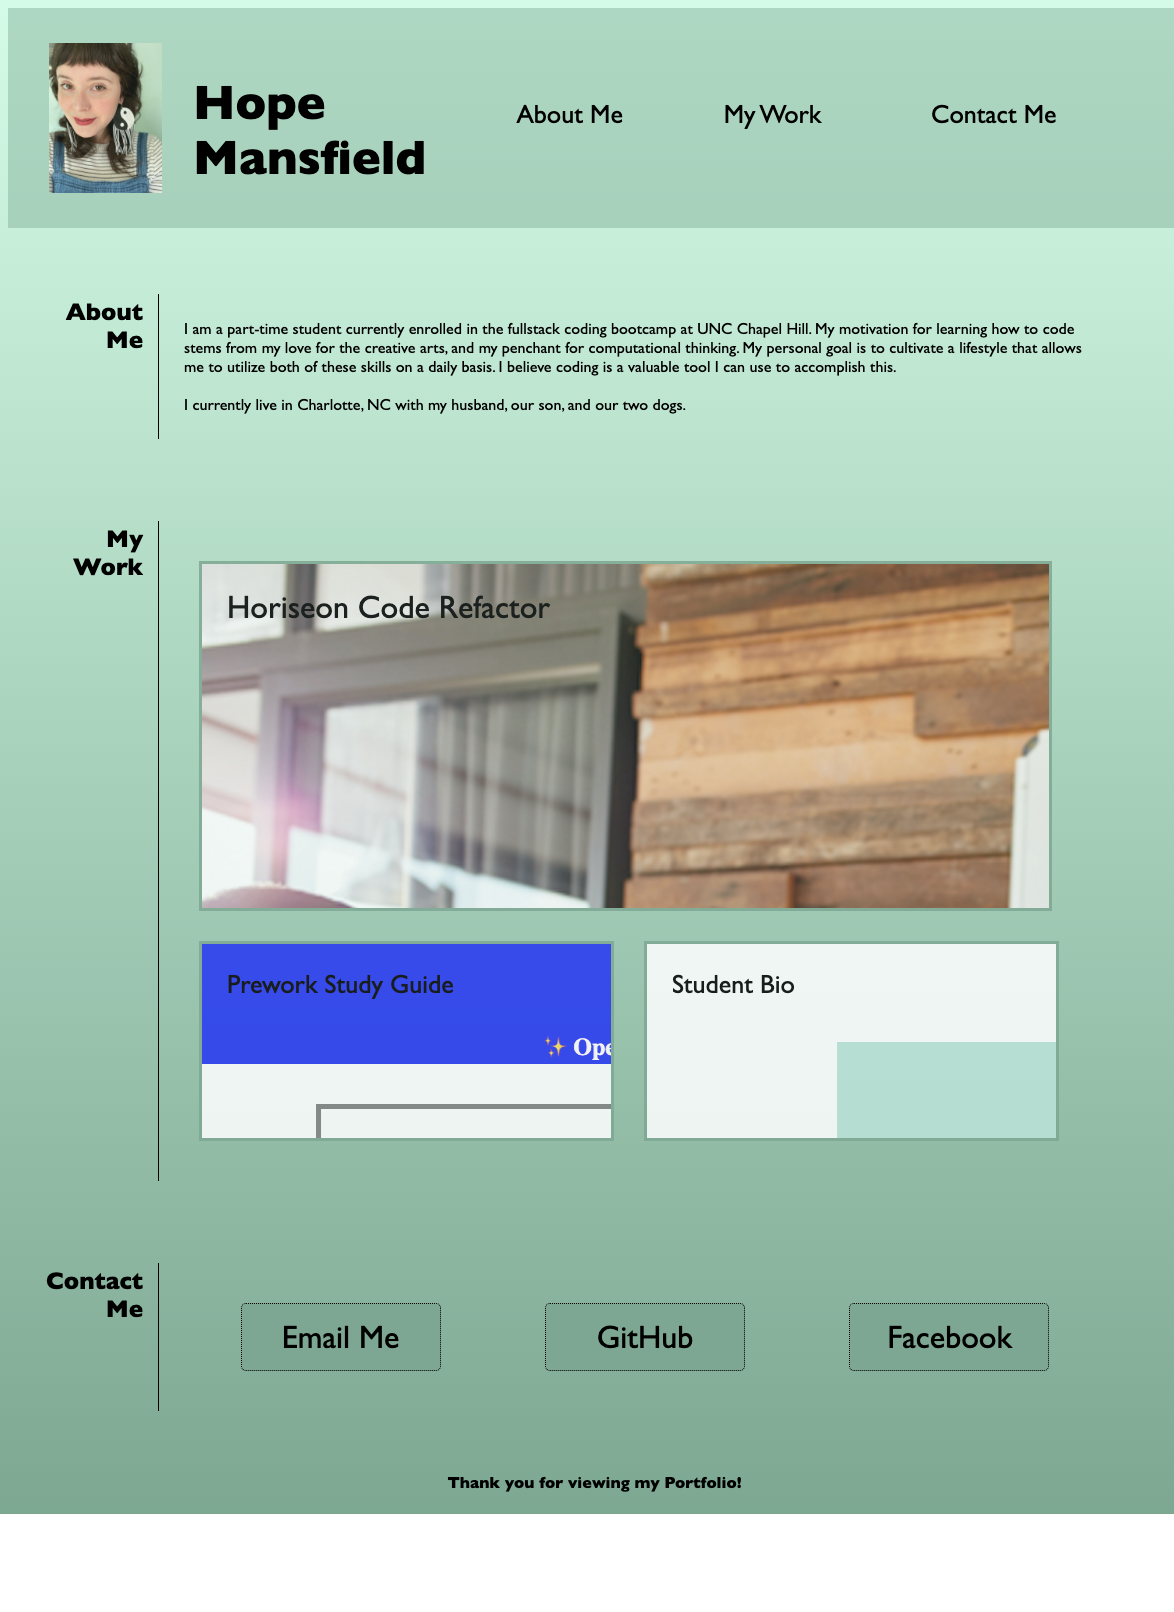 Hope
Mansfield
About Me
My Work
Contact Me
About
Me
I am a part-time student currently enrolled in the fullstack coding bootcamp at UNC Chapel Hill. My motivation for learning how to code
stems from my love for the creative arts, and my penchant for computational thinking. My personal goal is to cultivate a lifestyle that allows
me to utilize both of these skills on a daily basis. I believe coding is a valuable tool I can use to accomplish this.
I currently live in Charlotte, NC with my husband, our son, and our two dogs.
My
Work
Horiseon Code Refactor
Prework Study Guide
✨ Ope
Student Bio
Contact
Me
Email Me
GitHub
Facebook
Thank you for viewing my Portfolio!